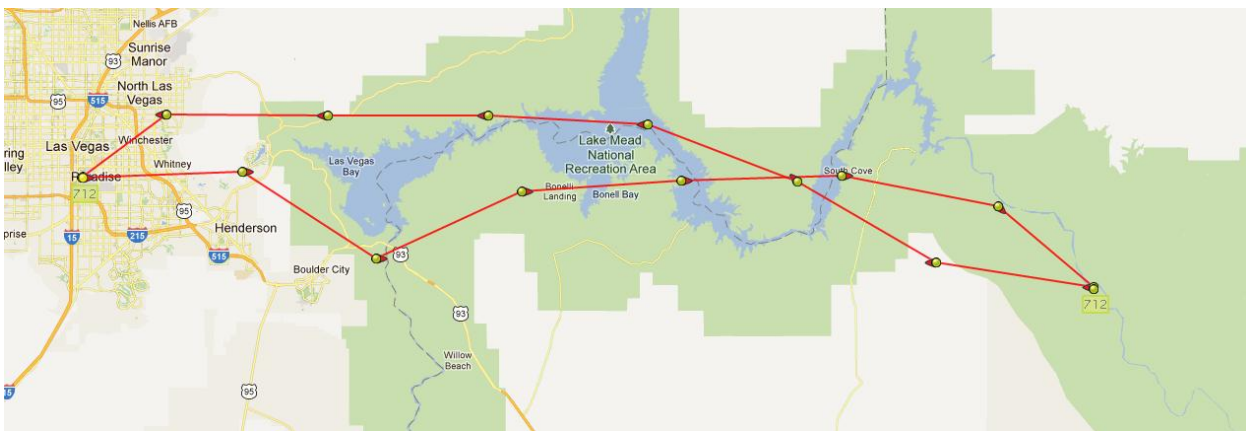 Nellis AFB
Sunrise
Manor
93
North Las
Vegas
95
515
Winchester
Las Vegas
ring
lley
Whitney
Paradise
712
Las Vegas
Bay
Lake Mead
National
Recreation Area
South Cove
Bonelli
Landing
Bonell Bay
95
Henderson
prise
15
215
515
93
Boulder City
712
93
Willow
Beach
95
15